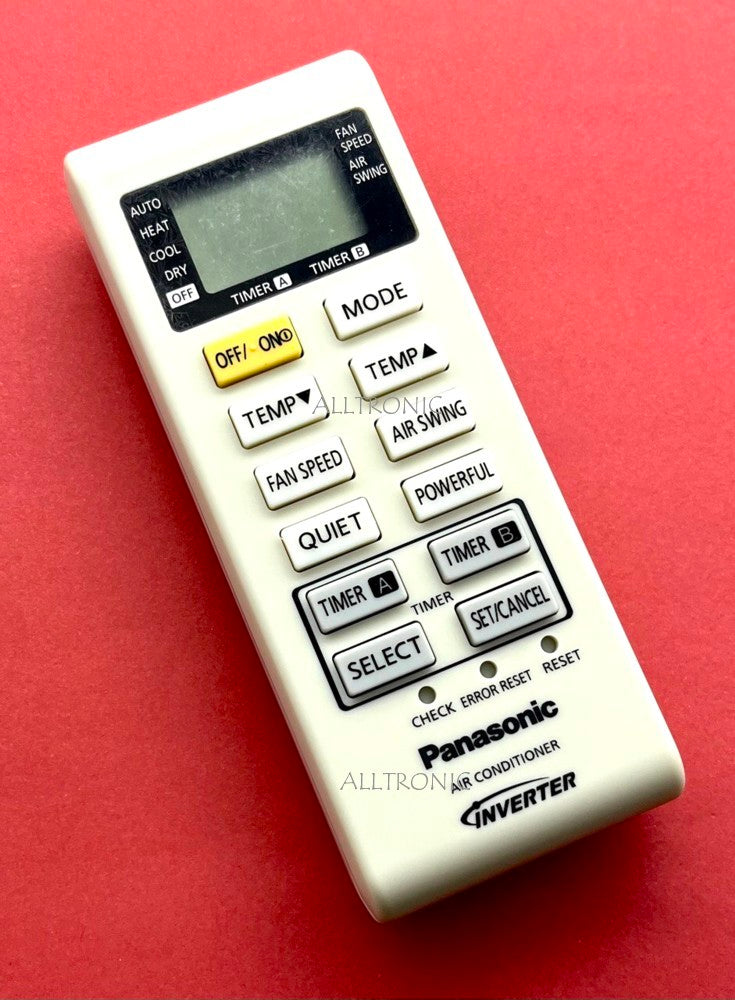 FAN
SPEED
AIR
SWING
AUTO
HEAT
COOL
DRY
OFF
TIMER A
TIMER B
OFF/ON
MODE
TEMP▼
TEMP▲
ALLTRONIC
FAN SPEED
AIR SWING
QUIET
POWERFUL
TIMER A
TIMER B
TIMER
SELECT
SET/CANCEL
CHECK
ERROR RESET
RESET
Panasonic
AIR CONDITIONER
ALLTRONIC
INVERTER